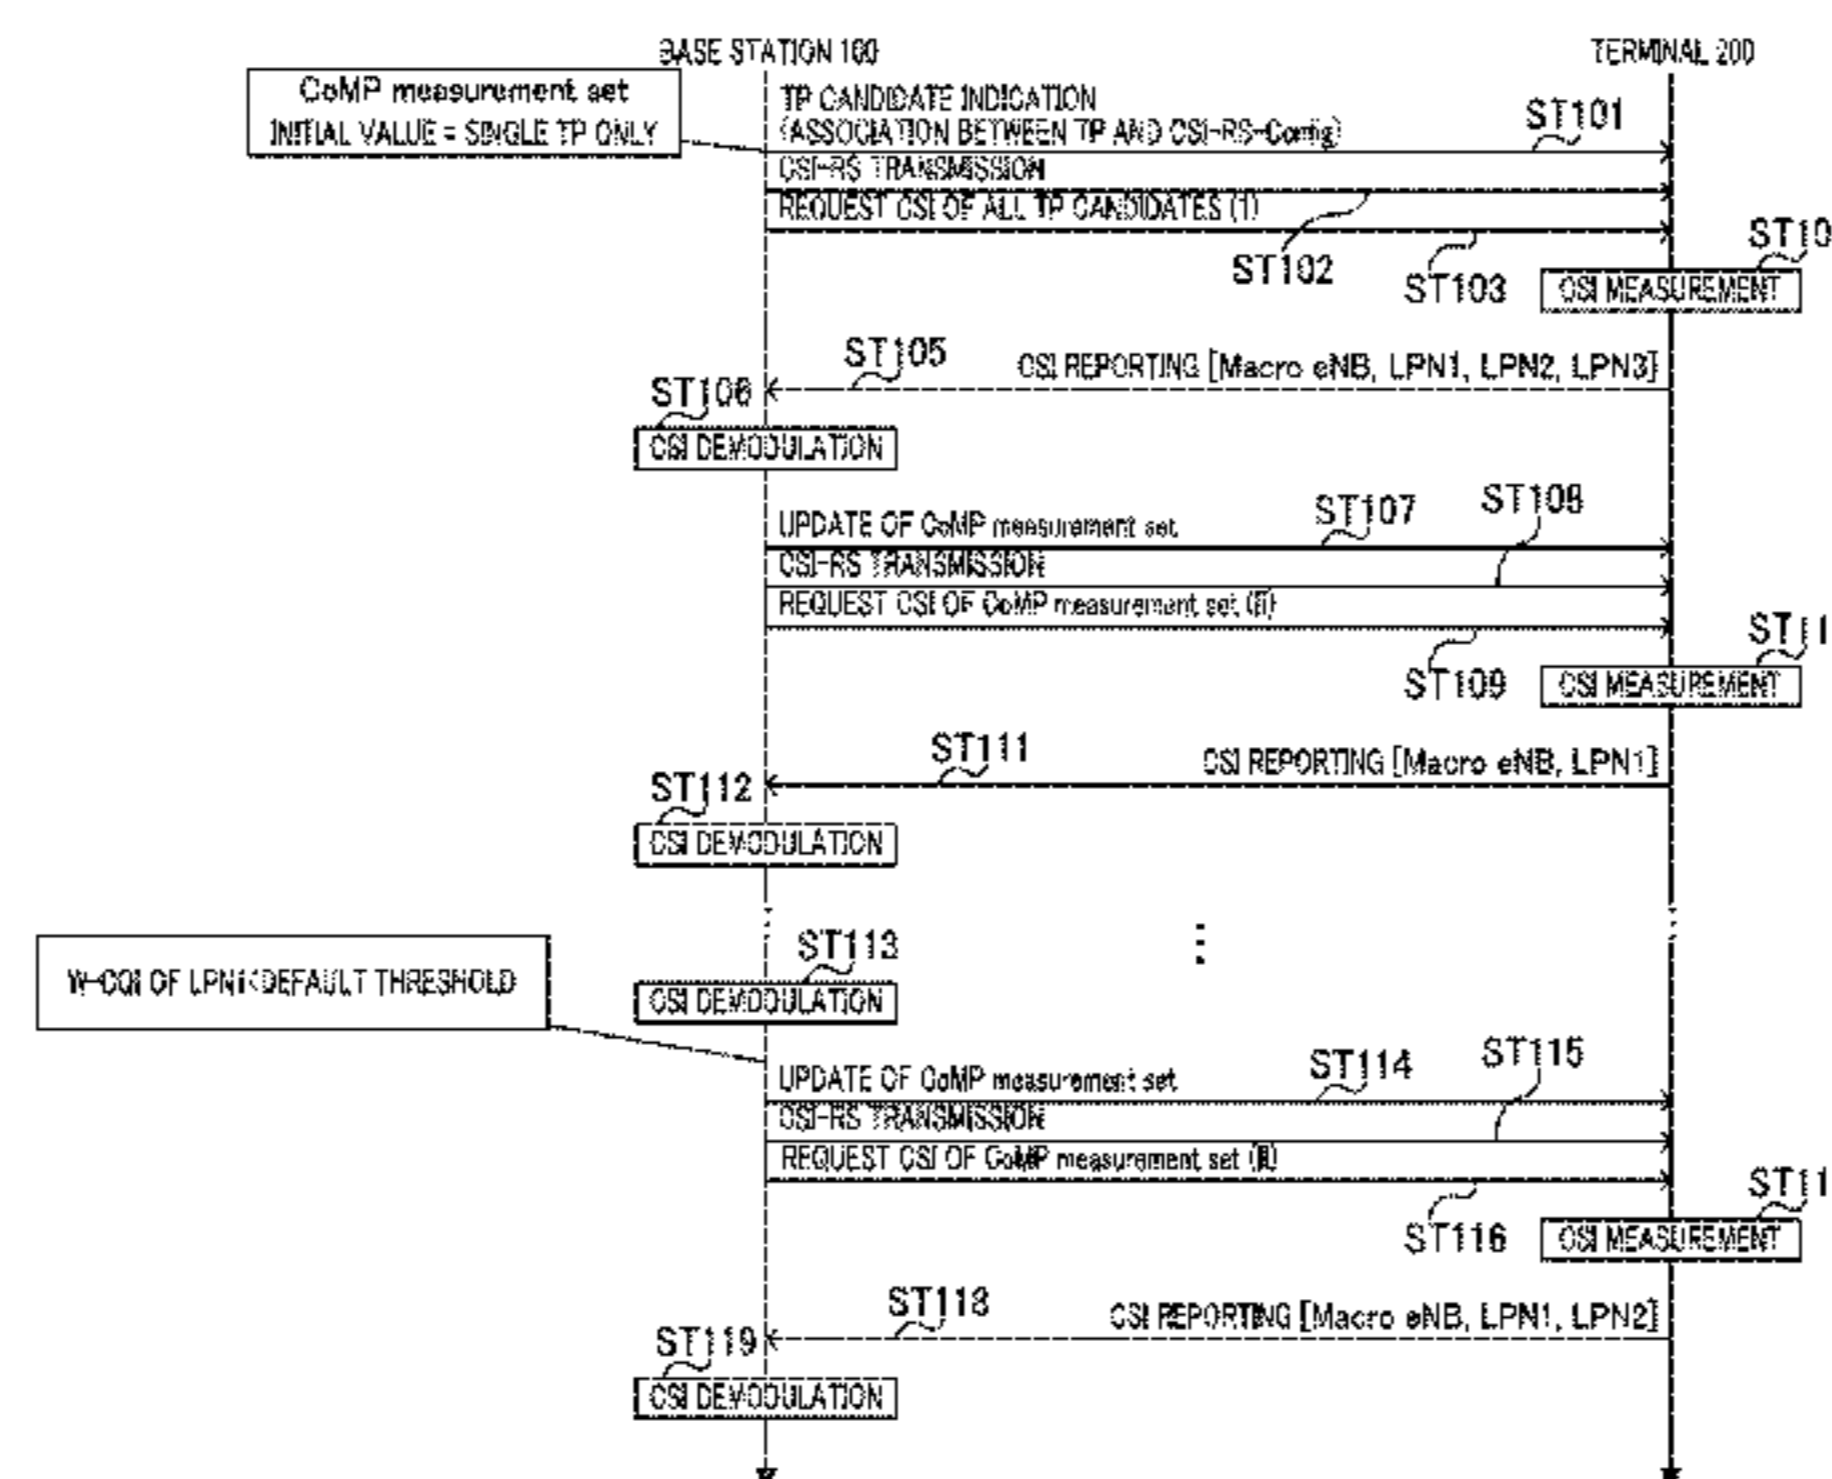 BASE STATION 100
TERMINAL 200
CoMP measurement set
INITIAL VALUE = SINGLE TP ONLY
TP CANDIDATE INDICATION
(ASSOCIATION BETWEEN TP AND CSI-RS-Config)
ST101
CSI-RS TRANSMISSION
REQUEST CSI OF ALL TP CANDIDATES (1)
ST102
ST103
ST10
CSI MEASUREMENT
ST105
CSI REPORTING [Macro eNB, LPN1, LPN2, LPN3]
ST106
CSI DEMODULATION
UPDATE OF CoMP measurement set
ST107
ST108
CSI-RS TRANSMISSION
REQUEST CSI OF CoMP measurement set
ST109
ST11
CSI MEASUREMENT
ST111
CSI REPORTING [Macro eNB, LPN1]
ST112
CSI DEMODULATION
W-CQI OF LPN1<DEFAULT THRESHOLD
ST113
CSI DEMODULATION
UPDATE OF CoMP measurement set
ST114
ST115
CSI-RS TRANSMISSION
REQUEST CSI OF CoMP measurement set
ST116
ST11
CSI MEASUREMENT
ST118
CSI REPORTING [Macro eNB, LPN1, LPN2]
ST119
CSI DEMODULATION